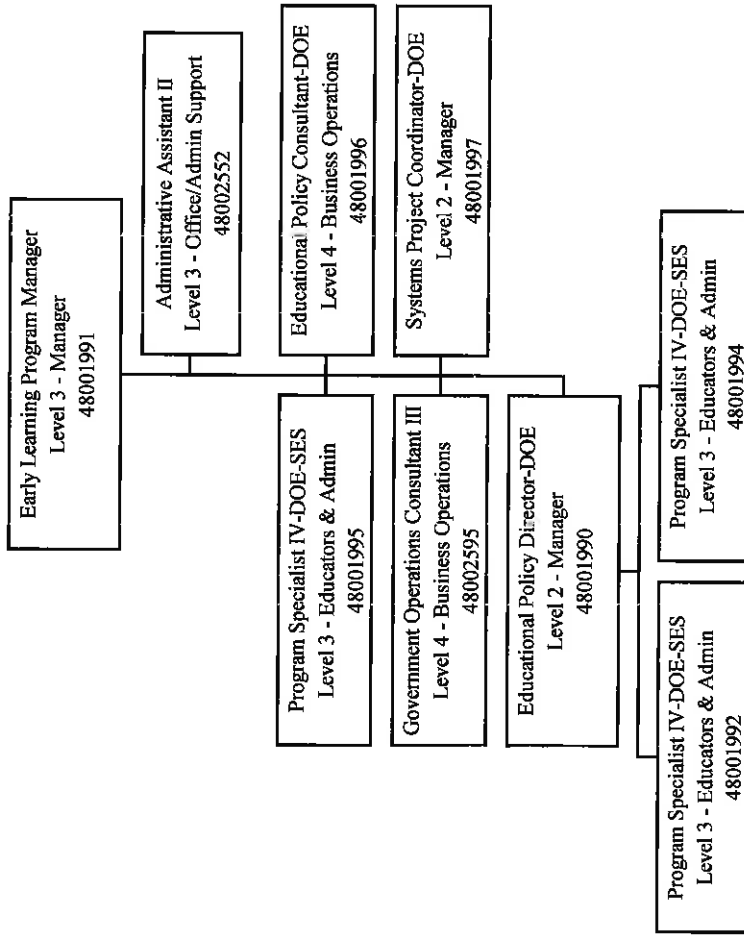 Early Learning Program Manager
Level 3 - Manager
48001991
Administrative Assistant II
Level 3 - Office/Admin Support
48002552
Program Specialist IV-DOE-SES
Level 3 - Educators & Admin
48001995
Educational Policy Consultant-DOE
Level 4 - Business Operations
48001996
Government Operations Consultant III
Level 4 - Business Operations
48002595
Systems Project Coordinator-DOE
Level 2 - Manager
48001997
Educational Policy Director-DOE
Level 2 - Manager
48001990
Program Specialist IV-DOE-SES
Level 3 - Educators & Admin
48001992
Program Specialist IV-DOE-SES
Level 3 - Educators & Admin
48001994